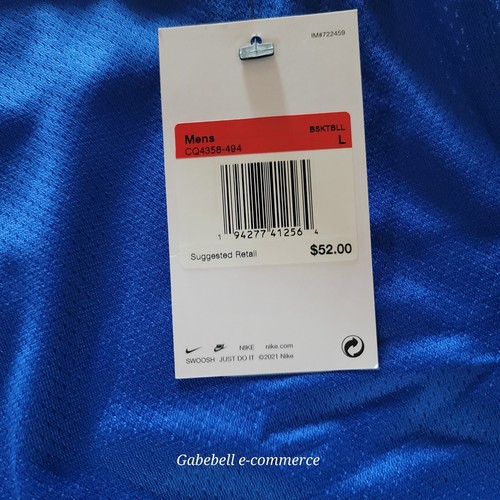 IM#722459
Mens BSKTBLL
CQ4358-494 L
1 94277 41256 4
Suggested Retail $52.00
NIKE nike.com
SWOOSH JUST DO IT ©2021 Nike
Gabebell e-commerce